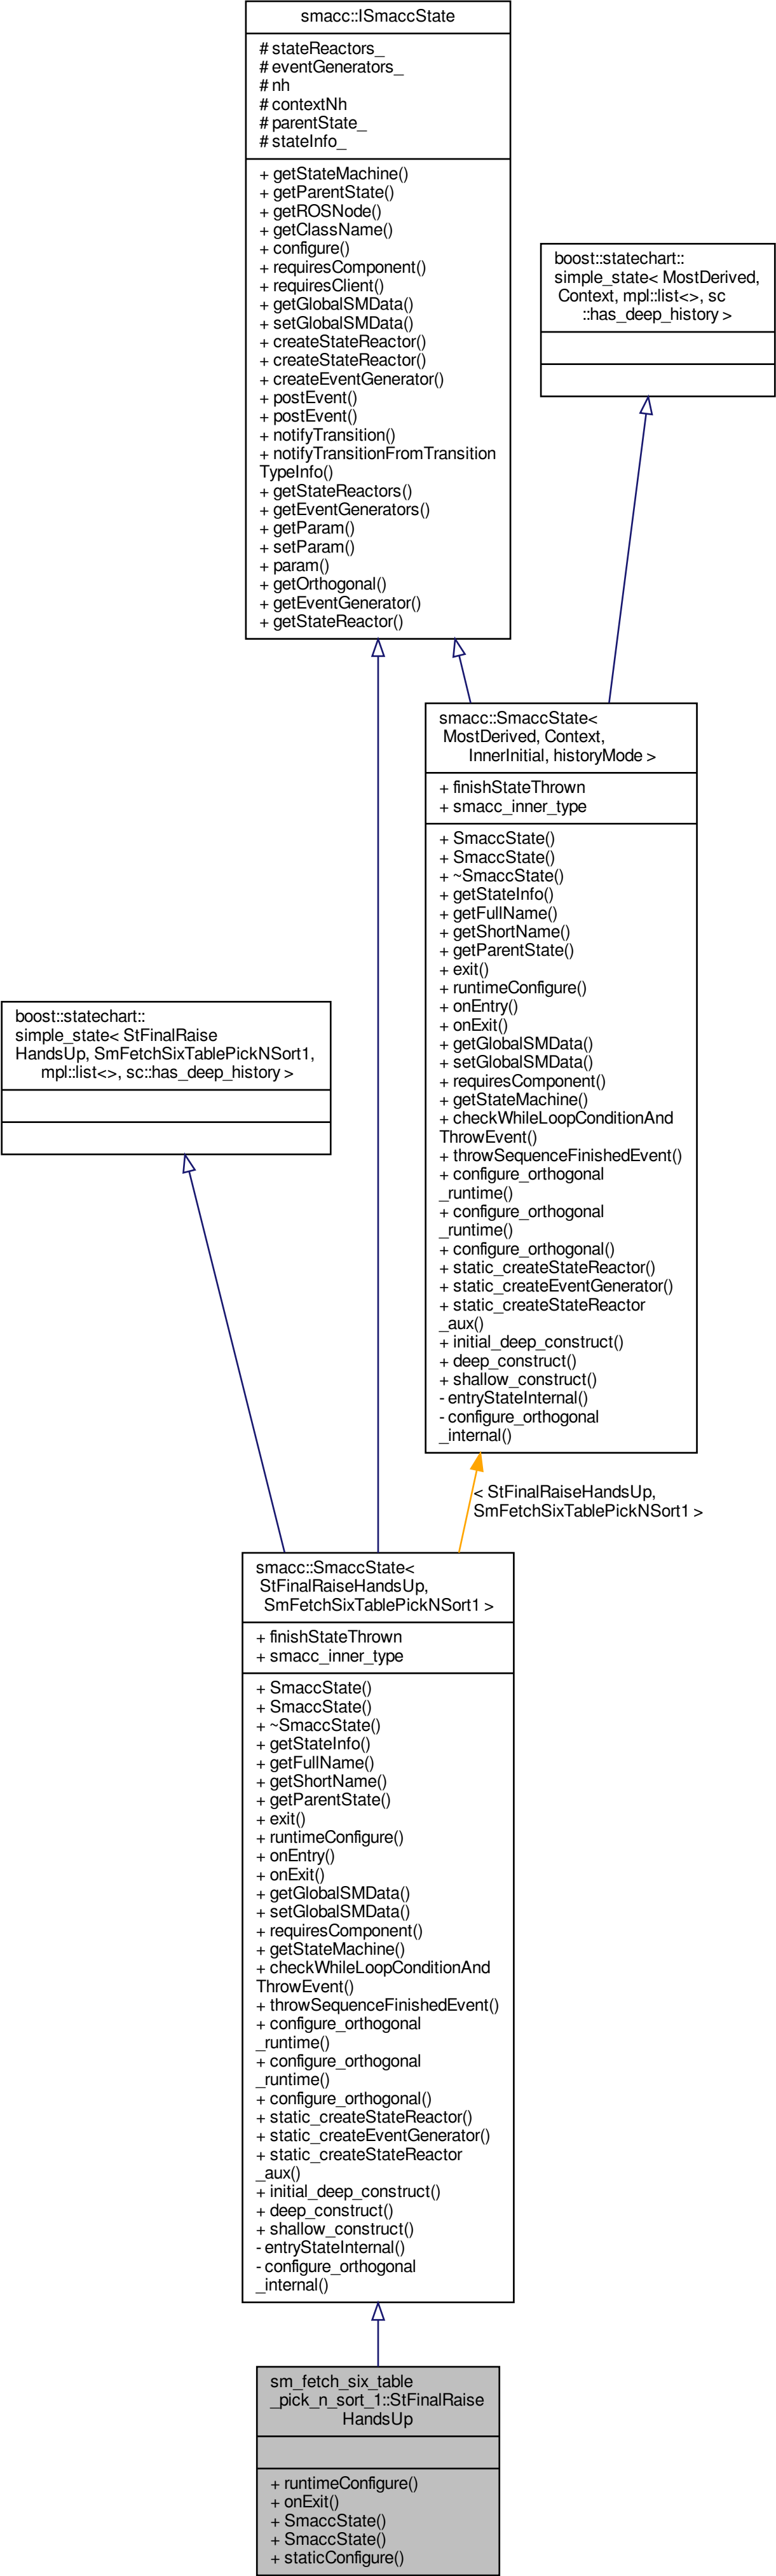 smacc::ISmaccState
# stateReactors_
# eventGenerators_
# nh
# contextNh
# parentState_
# stateInfo_
+ getStateMachine()
+ getParentState()
+ getROSNode()
+ getClassName()
+ configure()
+ requiresComponent()
+ requiresClient()
+ getGlobalSMData()
+ setGlobalSMData()
+ createStateReactor()
+ createStateReactor()
+ createEventGenerator()
+ postEvent()
+ postEvent()
+ notifyTransition()
+ notifyTransitionFromTransition
TypeInfo()
+ getStateReactors()
+ getEventGenerators()
+ getParam()
+ setParam()
+ param()
+ getOrthogonal()
+ getEventGenerator()
+ getStateReactor()
boost::statechart::
simple_state< MostDerived,
Context, mpl::list<>, sc
::has_deep_history >
smacc::SmaccState<
MostDerived, Context,
InnerInitial, historyMode >
+ finishStateThrown
+ smacc_inner_type
+ SmaccState()
+ SmaccState()
+ ~SmaccState()
+ getStateInfo()
+ getFullName()
+ getShortName()
+ getParentState()
+ exit()
+ runtimeConfigure()
+ onEntry()
+ onExit()
+ getGlobalSMData()
+ setGlobalSMData()
+ requiresComponent()
+ getStateMachine()
+ checkWhileLoopConditionAnd
ThrowEvent()
+ throwSequenceFinishedEvent()
+ configure_orthogonal
_runtime()
+ configure_orthogonal
_runtime()
+ configure_orthogonal()
+ static_createStateReactor()
+ static_createEventGenerator()
+ static_createStateReactor
_aux()
+ initial_deep_construct()
+ deep_construct()
+ shallow_construct()
- entryStateInternal()
- configure_orthogonal
_internal()
boost::statechart::
simple_state< StFinalRaise
HandsUp, SmFetchSixTablePickNSort1,
mpl::list<>, sc::has_deep_history >
< StFinalRaiseHandsUp,
SmFetchSixTablePickNSort1 >
smacc::SmaccState<
StFinalRaiseHandsUp,
SmFetchSixTablePickNSort1 >
+ finishStateThrown
+ smacc_inner_type
+ SmaccState()
+ SmaccState()
+ ~SmaccState()
+ getStateInfo()
+ getFullName()
+ getShortName()
+ getParentState()
+ exit()
+ runtimeConfigure()
+ onEntry()
+ onExit()
+ getGlobalSMData()
+ setGlobalSMData()
+ requiresComponent()
+ getStateMachine()
+ checkWhileLoopConditionAnd
ThrowEvent()
+ throwSequenceFinishedEvent()
+ configure_orthogonal
_runtime()
+ configure_orthogonal
_runtime()
+ configure_orthogonal()
+ static_createStateReactor()
+ static_createEventGenerator()
+ static_createStateReactor
_aux()
+ initial_deep_construct()
+ deep_construct()
+ shallow_construct()
- entryStateInternal()
- configure_orthogonal
_internal()
sm_fetch_six_table
_pick_n_sort_1::StFinalRaise
HandsUp
+ runtimeConfigure()
+ onExit()
+ SmaccState()
+ SmaccState()
+ staticConfigure()